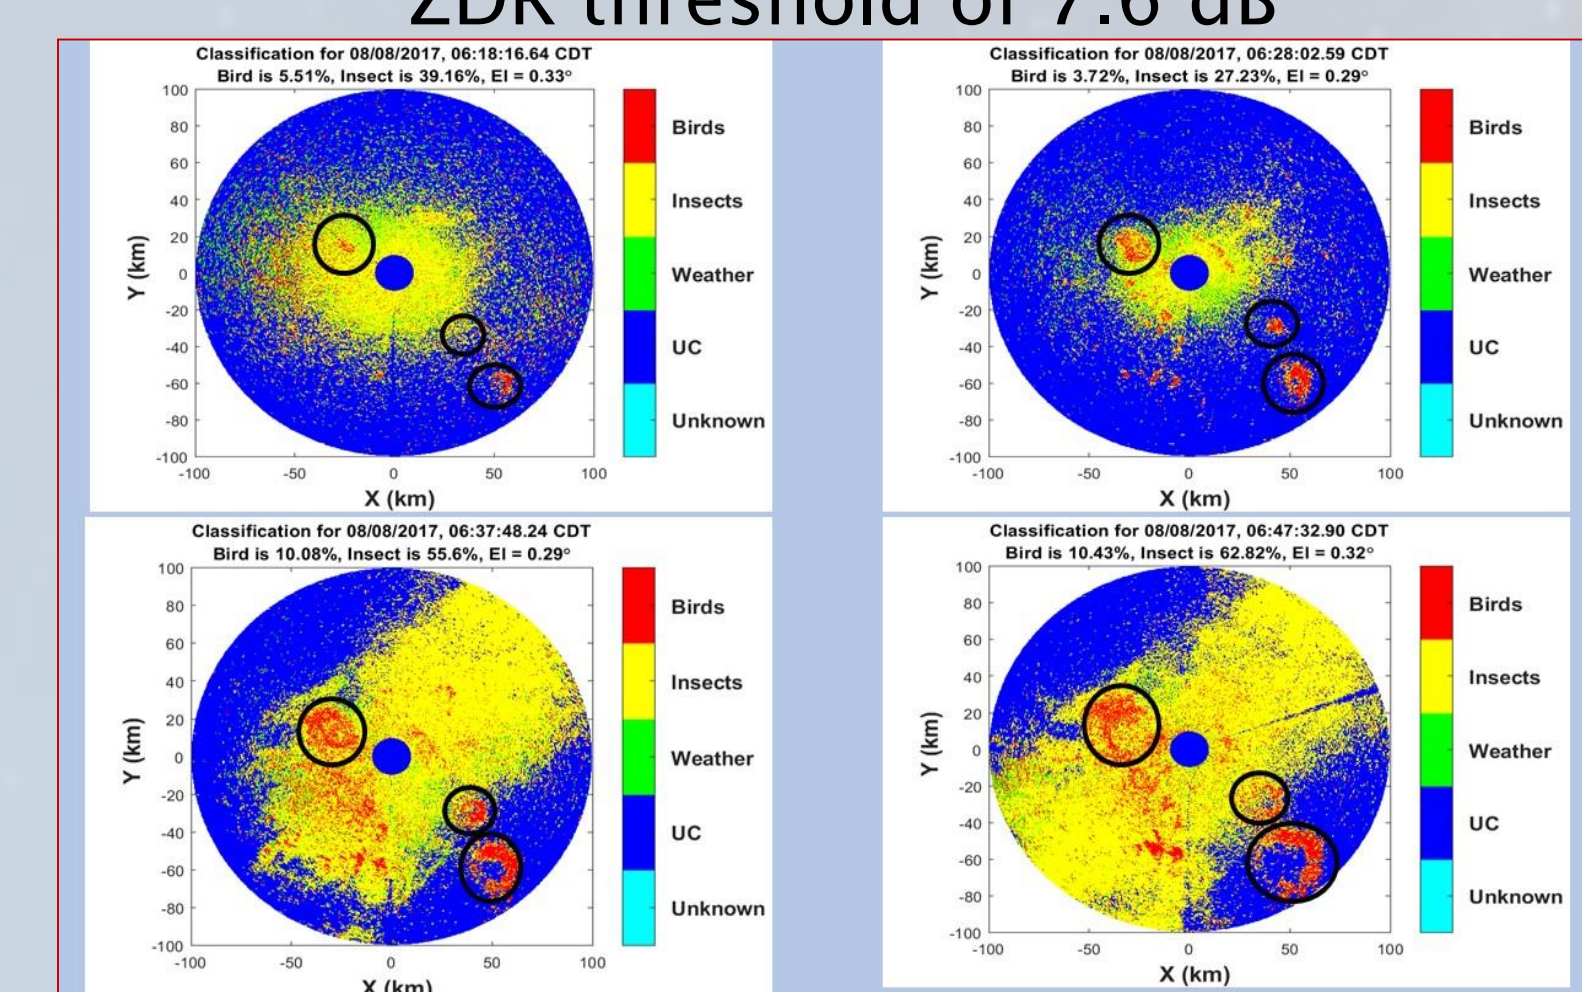 ZDR threshold of 7.6 dB
Classification for 08/08/2017, 06:18:16.64 CDT
Bird is 5.51%, Insect is 39.16%, El = 0.33°
100
80
60
40
20
0
-20
-40
-60
-80
-100
Y (km)
-100 -50 0 50 100
X (km)
Birds
Insects
Weather
UC
Unknown
Classification for 08/08/2017, 06:28:02.59 CDT
Bird is 3.72%, Insect is 27.23%, El = 0.29°
100
80
60
40
20
0
-20
-40
-60
-80
-100
Y (km)
-100 -50 0 50 100
X (km)
Birds
Insects
Weather
UC
Unknown
Classification for 08/08/2017, 06:37:48.24 CDT
Bird is 10.08%, Insect is 55.6%, El = 0.29°
100
80
60
40
20
0
-20
-40
-60
-80
-100
Y (km)
-100 -50 0 50 100
X (km)
Birds
Insects
Weather
UC
Unknown
Classification for 08/08/2017, 06:47:32.90 CDT
Bird is 10.43%, Insect is 62.82%, El = 0.32°
100
80
60
40
20
0
-20
-40
-60
-80
-100
Y (km)
-100 -50 0 50 100
X (km)
Birds
Insects
Weather
UC
Unknown